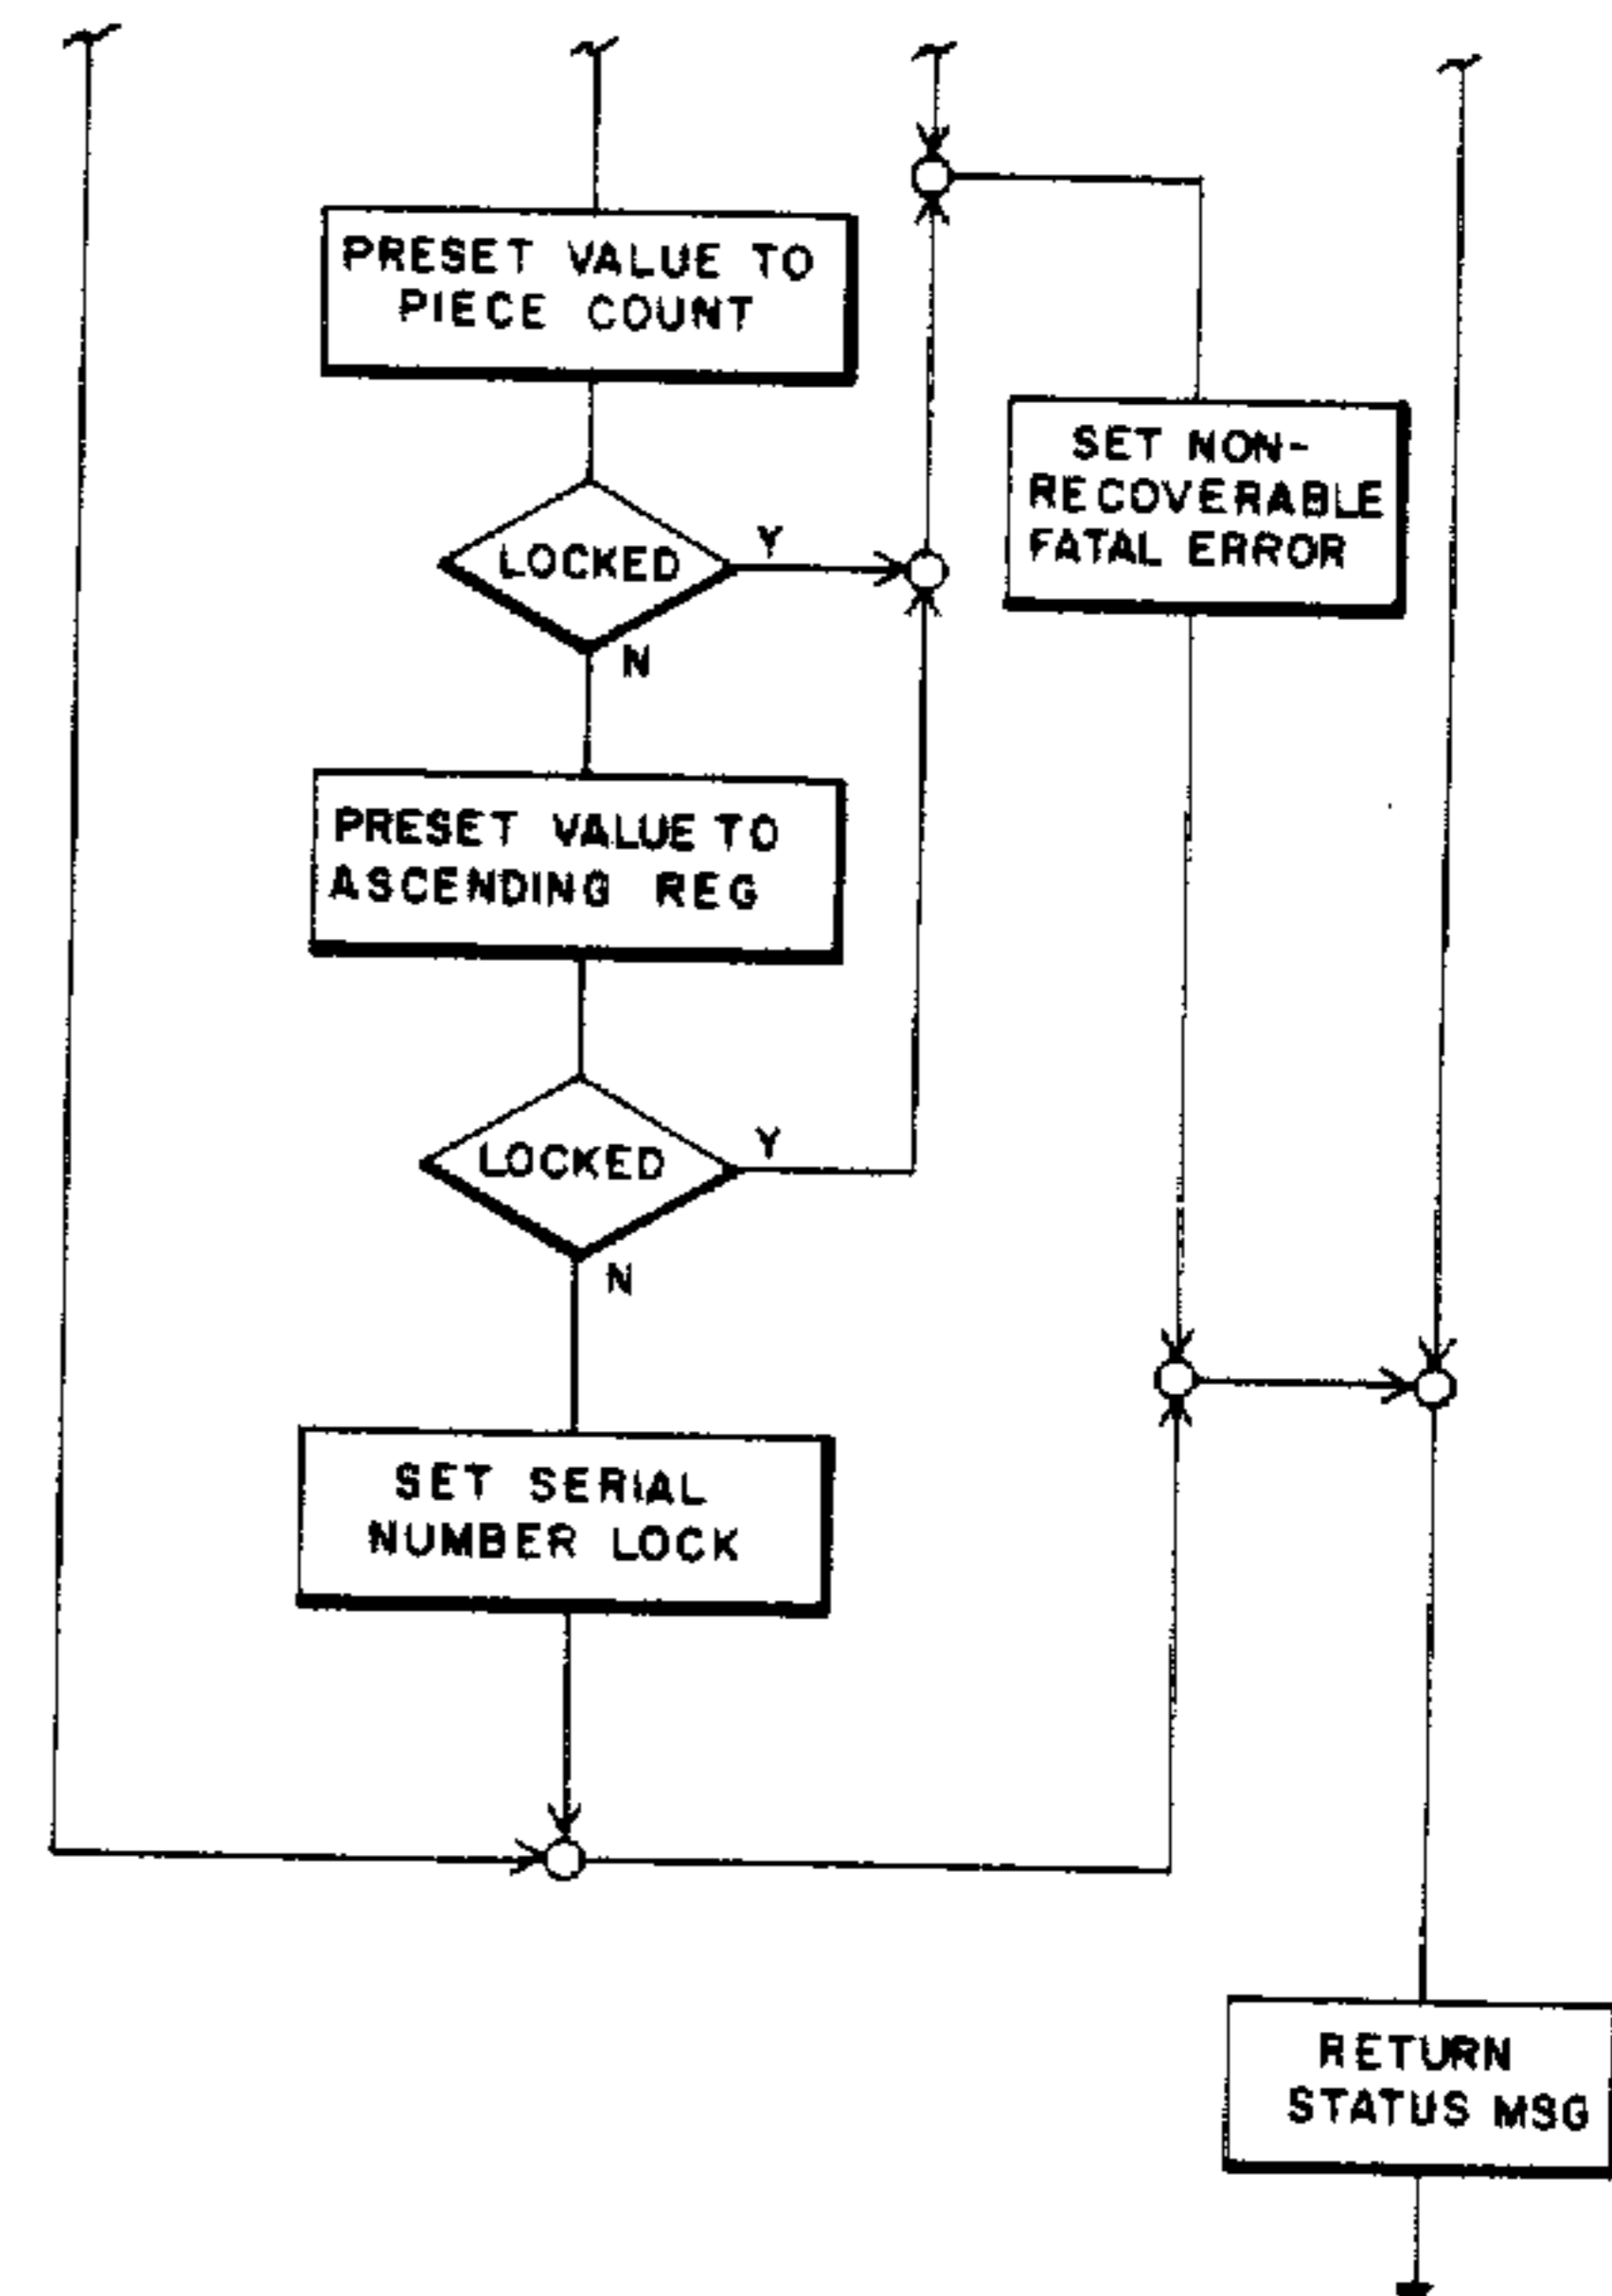 PRESET VALUE TO
PIECE COUNT
SET NON-
RECOVERABLE
FATAL ERROR
LOCKED
Y
N
PRESET VALUE TO
ASCENDING REG
LOCKED
Y
N
SET SERIAL
NUMBER LOCK
RETURN
STATUS MSG